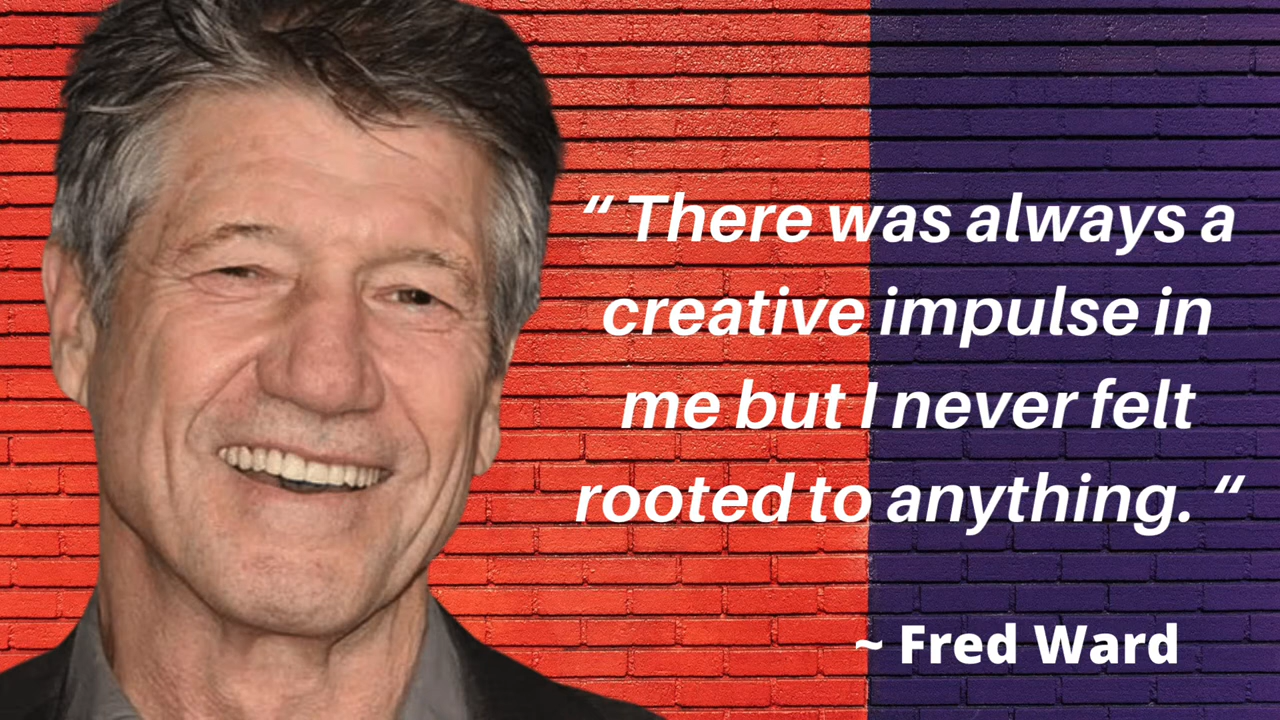 “ There was always a
creative impulse in
me but I never felt
rooted to anything. “
~ Fred Ward